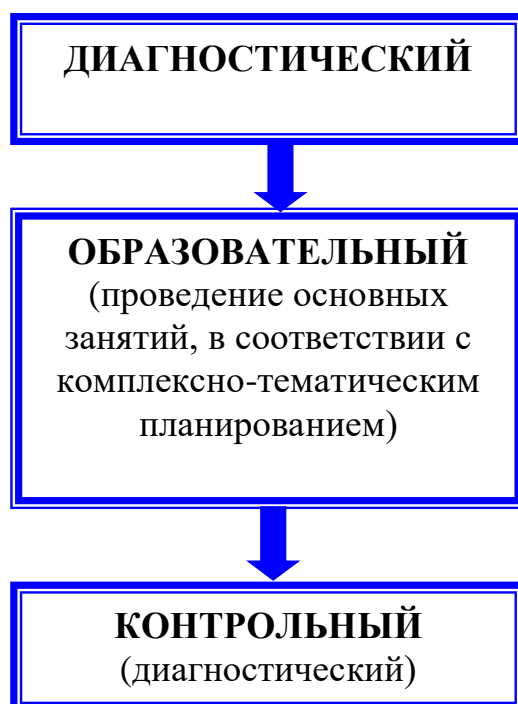 ДИАГНОСТИЧЕСКИЙ
ОБРАЗОВАТЕЛЬНЫЙ
(проведение основных
занятий, в соответствии с
комплексно-тематическим
планированием)
КОНТРОЛЬНЫЙ
(диагностический)